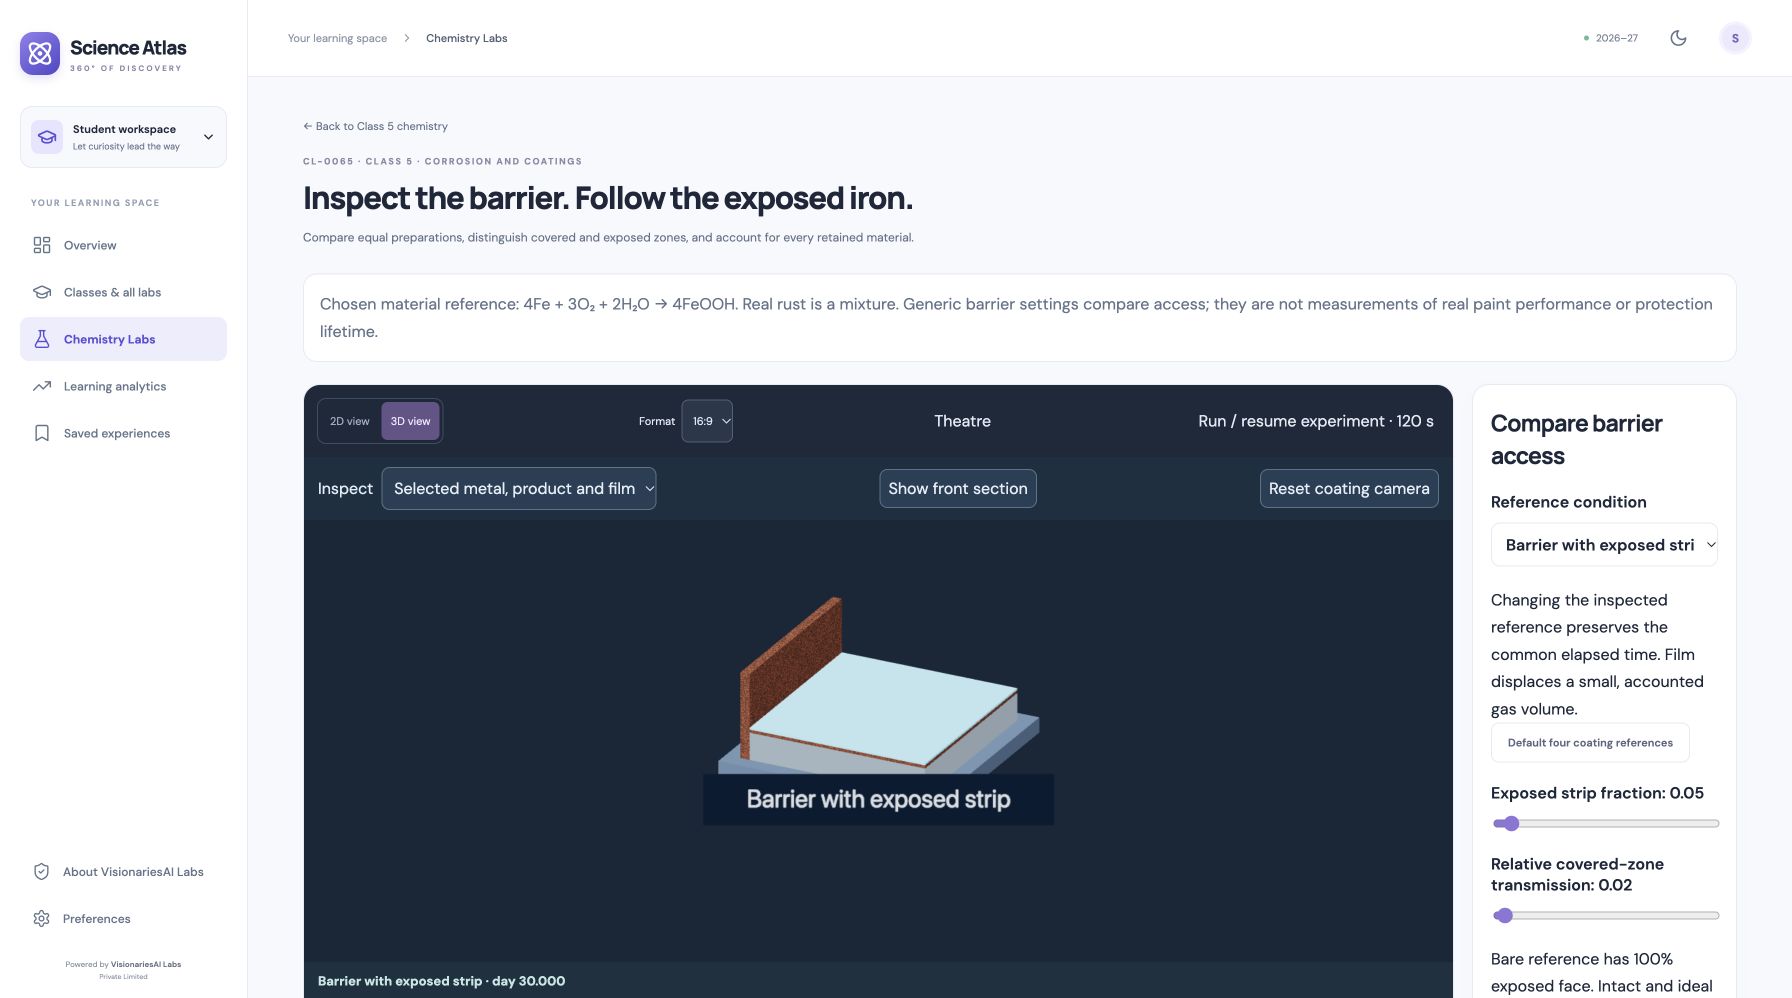 Science Atlas
360° OF DISCOVERY
Student workspace
Let curiosity lead the way
YOUR LEARNING SPACE
Overview
Classes & all labs
Chemistry Labs
Learning analytics
Saved experiences
About VisionariesAI Labs
Preferences
Powered by VisionariesAI Labs
Private Limited
Your learning space
Chemistry Labs
2026–27
S
← Back to Class 5 chemistry
CL-0065 · CLASS 5 · CORROSION AND COATINGS
Inspect the barrier. Follow the exposed iron.
Compare equal preparations, distinguish covered and exposed zones, and account for every retained material.
Chosen material reference: 4Fe + 3O₂ + 2H₂O → 4FeOOH. Real rust is a mixture. Generic barrier settings compare access; they are not measurements of real paint performance or protection
lifetime.
2D view
3D view
Format
16:9
Theatre
Run / resume experiment · 120 s
Inspect
Selected metal, product and film
Show front section
Reset coating camera
Barrier with exposed strip
Barrier with exposed strip · day 30.000
Compare barrier
access
Reference condition
Barrier with exposed stri
Changing the inspected
reference preserves the
common elapsed time. Film
displaces a small, accounted
gas volume.
Default four coating references
Exposed strip fraction: 0.05
Relative covered-zone
transmission: 0.02
Bare reference has 100%
exposed face. Intact and ideal